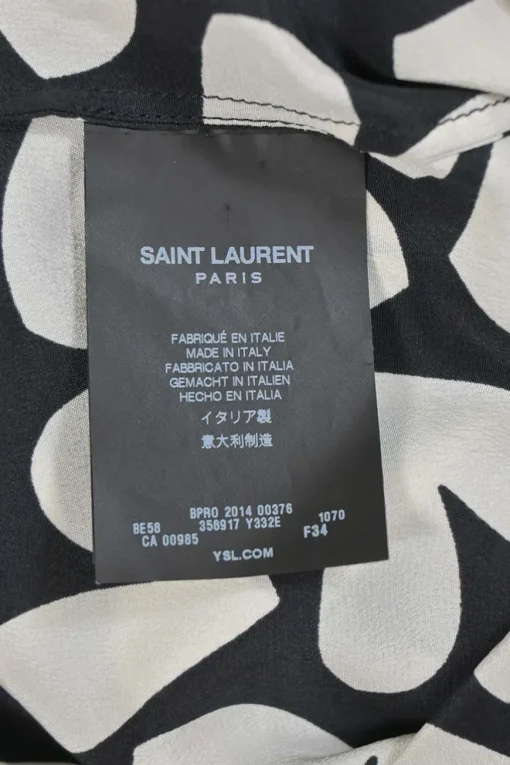 SAINT LAURENT
PARIS
FABRIQUÉ EN ITALIE
MADE IN ITALY
FABBRICATO IN ITALIA
GEMACHT IN ITALIEN
HECHO EN ITALIA
イタリア製
意大利制造
BPRO 2014 00376
BE58 358917 Y332E 1070
CA 00985 F34
YSL.COM